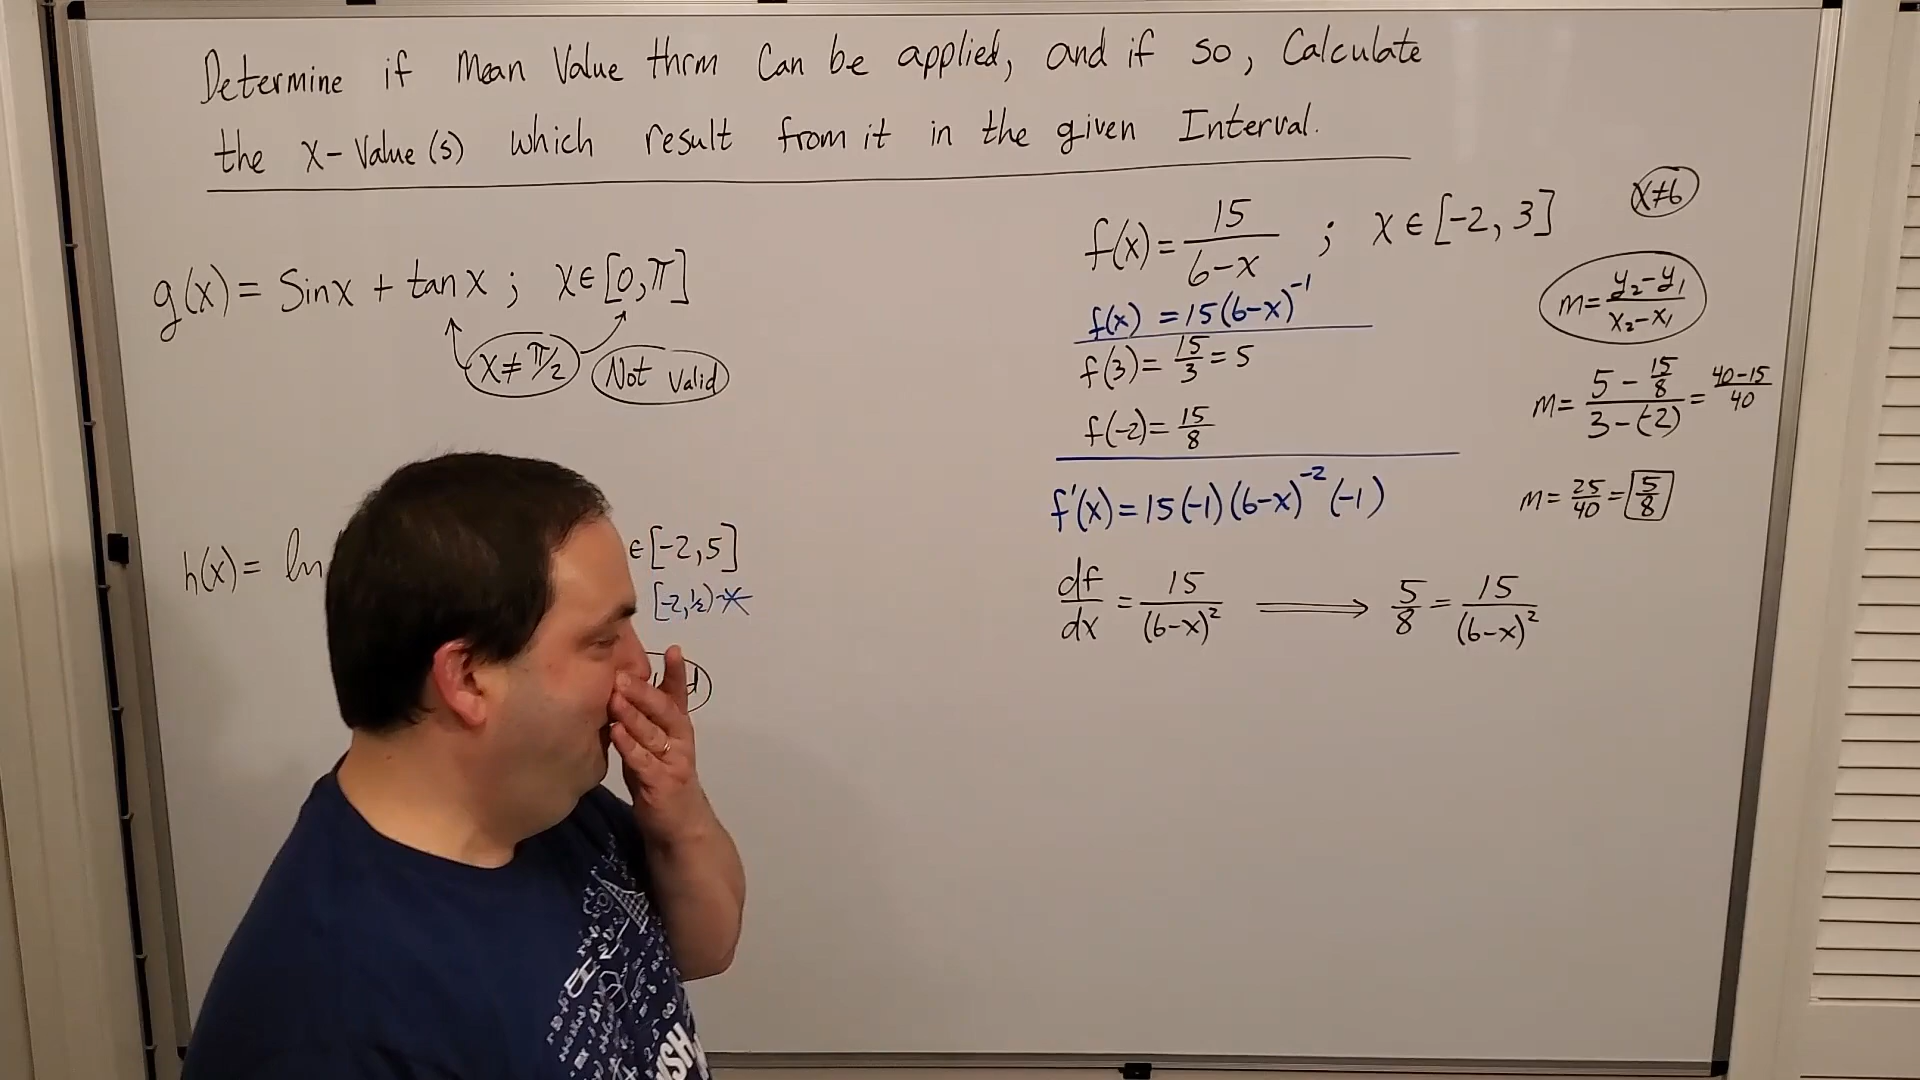 Determine if Mean Value thrm Can be applied, and if so, Calculate
the x-Value(s) which result from it in the given Interval.
g(x) = Sinx + tan x ; x∈[0,π]
x ≠ π/2
Not Valid
h(x) = ln
∈[-2,5]
[-2,½)
f(x) = 15/(6-x) ; x∈[-2,3]
f(x) = 15(6-x)⁻¹
f(3) = 15/3 = 5
f(-2) = 15/8
f'(x) = 15(-1)(6-x)⁻²(-1)
df/dx = 15/(6-x)² ⟹ 5/8 = 15/(6-x)²
x≠6
m = (y₂-y₁)/(x₂-x₁)
m = (5 - 15/8)/(3-(-2)) = (40-15)/40
m = 25/40 = 5/8